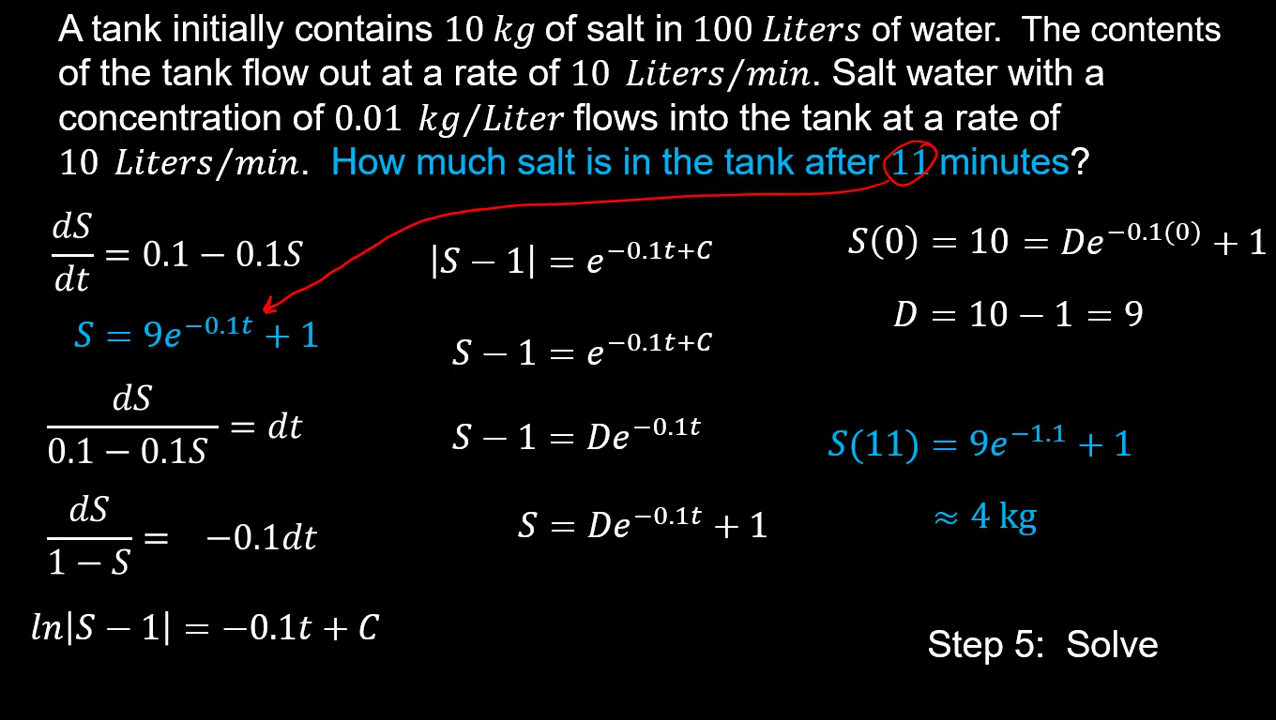 A tank initially contains 10 kg of salt in 100 Liters of water. The contents
of the tank flow out at a rate of 10 Liters/min. Salt water with a
concentration of 0.01 kg/Liter flows into the tank at a rate of
10 Liters/min. How much salt is in the tank after 11 minutes?
dS/dt = 0.1 − 0.1S
S = 9e^{−0.1t} + 1
dS/(0.1 − 0.1S) = dt
dS/(1 − S) = −0.1dt
ln|S − 1| = −0.1t + C
|S − 1| = e^{−0.1t+C}
S − 1 = e^{−0.1t+C}
S − 1 = De^{−0.1t}
S = De^{−0.1t} + 1
S(0) = 10 = De^{−0.1(0)} + 1
D = 10 − 1 = 9
S(11) = 9e^{−1.1} + 1
≈ 4 kg
Step 5: Solve